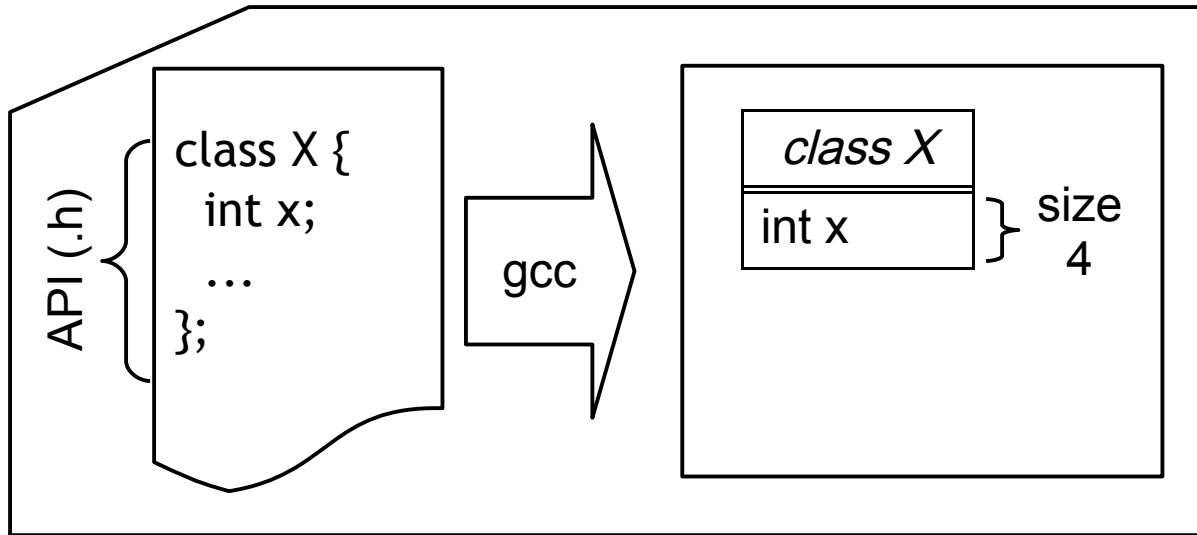 API (.h)
class X {
int x;
...
};
gcc
class X
int x
size
4